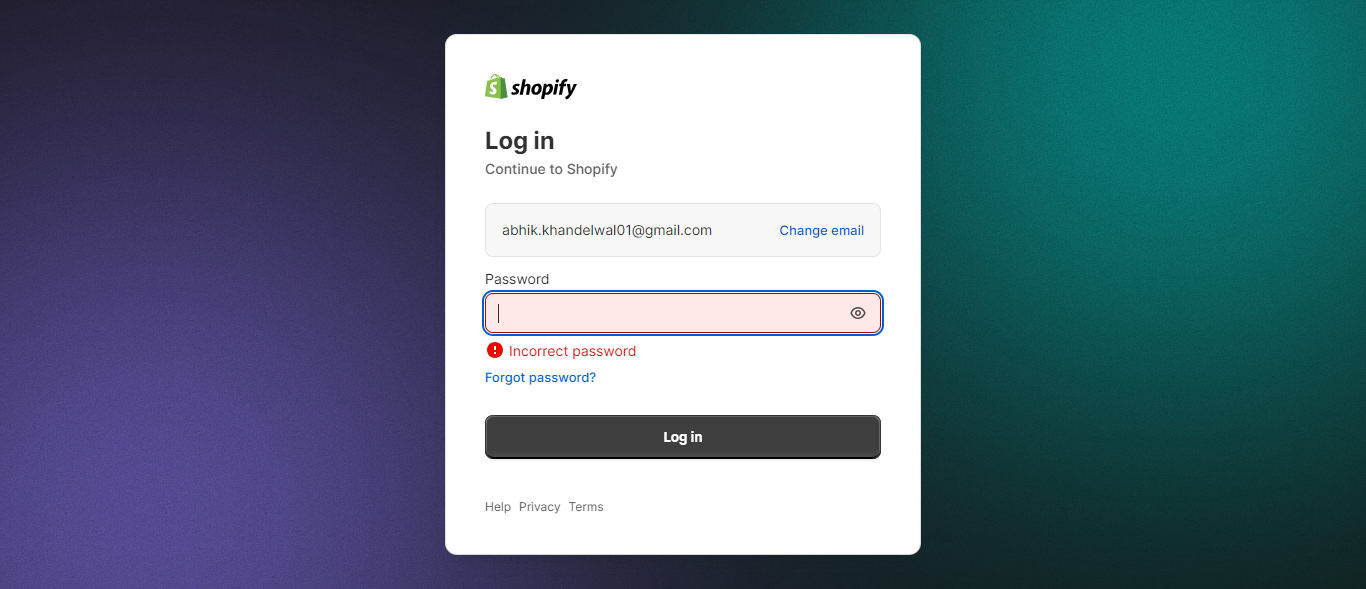 shopify
Log in
Continue to Shopify
abhik.khandelwal01@gmail.com Change email
Password
Incorrect password
Forgot password?
Log in
Help Privacy Terms